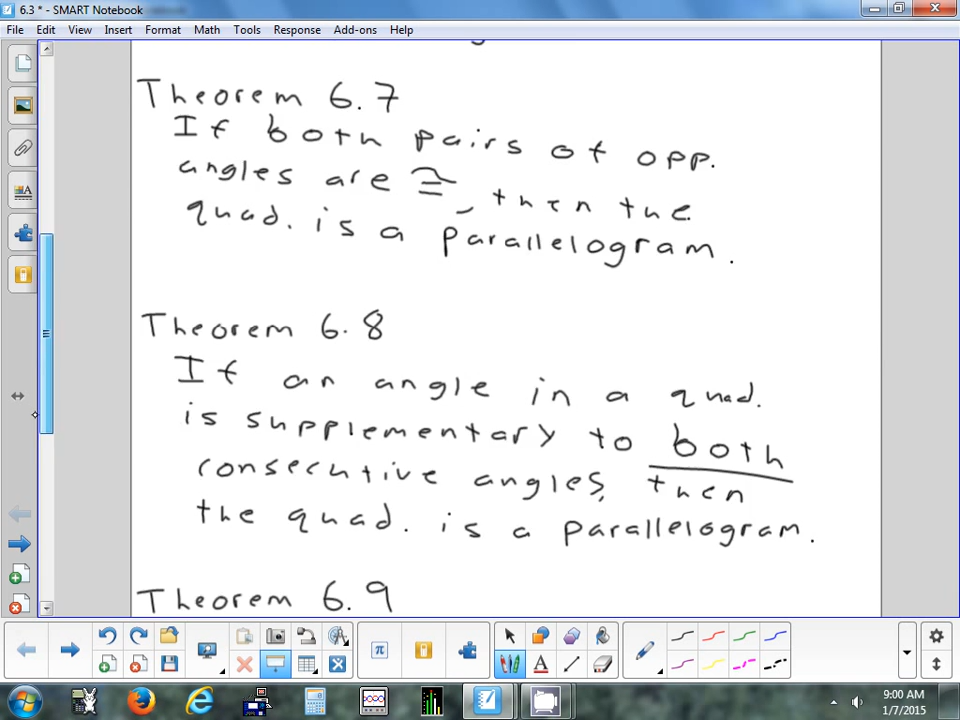 6.3 * - SMART Notebook
File Edit View Insert Format Math Tools Response Add-ons Help
Theorem 6.7
If both pairs of opp.
angles are ≅, then the
quad. is a parallelogram.
Theorem 6.8
If an angle in a quad.
is supplementary to both
consecutive angles, then
the quad. is a parallelogram.
Theorem 6.9
9:00 AM
1/7/2015